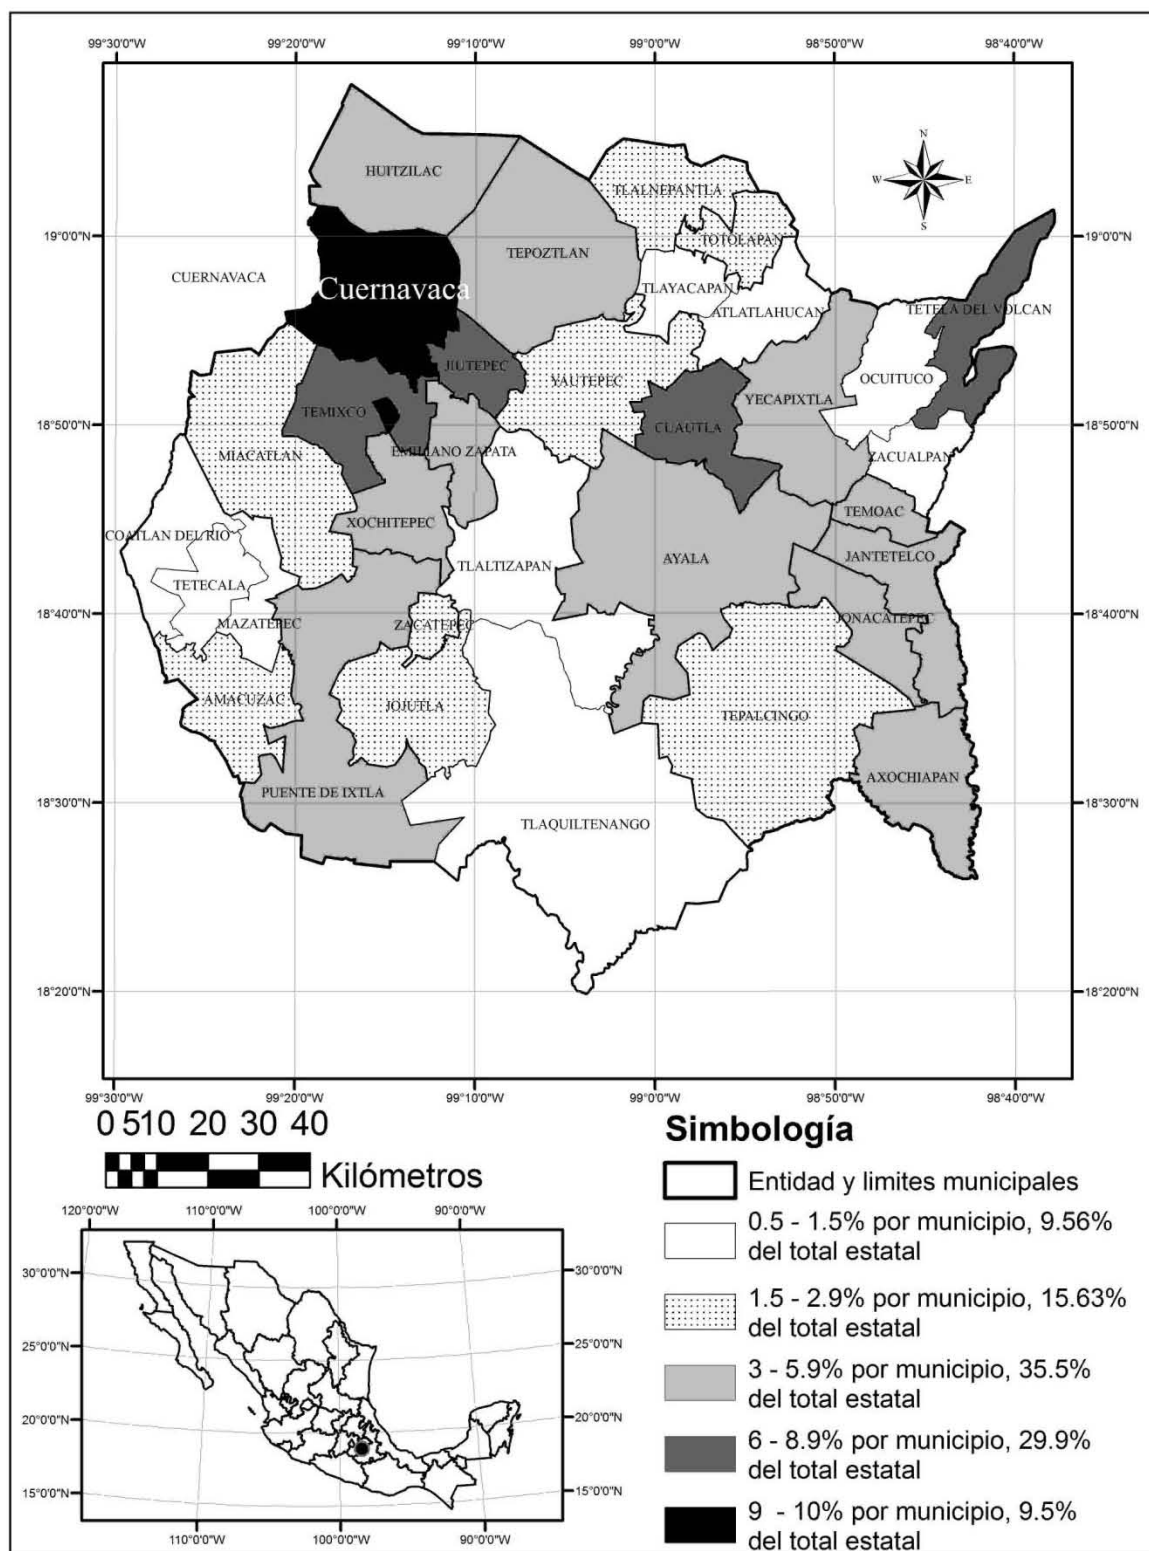 99°30'0"W 99°20'0"W 99°10'0"W 99°0'0"W 98°50'0"W 98°40'0"W
N
W E
S
HUITZILAC
TLALNEPANTLA
19°0'0"N TOTOLAPAN 19°0'0"N
TEPOZTLAN
CUERNAVACA
Cuernavaca
TLAYACAPAN
ATLATLAHUCAN
TETELA DEL VOLCAN
JIUTEPEC
YAUTEPEC
OCUITUCO
YECAPIXTLA
TEMIXCO
CUAUTLA
18°50'0"N 18°50'0"N
EMILIANO ZAPATA
MIACATLAN
ZACUALPAN
TEMOAC
XOCHITEPEC
COATLAN DEL RIO
AYALA
JANTETELCO
TLALTIZAPAN
TETECALA
18°40'0"N 18°40'0"N
MAZATEPEC
ZACATEPEC
JONACATEPEC
AMACUZAC
JOJUTLA
TEPALCINGO
AXOCHIAPAN
PUENTE DE IXTLA
18°30'0"N 18°30'0"N
TLAQUILTENANGO
18°20'0"N 18°20'0"N
99°30'0"W 99°20'0"W 99°10'0"W 99°0'0"W 98°50'0"W 98°40'0"W
0 510 20 30 40
Kilómetros
120°0'0"W 110°0'0"W 100°0'0"W 90°0'0"W
30°0'0"N 30°0'0"N
25°0'0"N 25°0'0"N
20°0'0"N 20°0'0"N
15°0'0"N 15°0'0"N
110°0'0"W 100°0'0"W 90°0'0"W
Simbología
Entidad y limites municipales
0.5 - 1.5% por municipio, 9.56%
del total estatal
1.5 - 2.9% por municipio, 15.63%
del total estatal
3 - 5.9% por municipio, 35.5%
del total estatal
6 - 8.9% por municipio, 29.9%
del total estatal
9 - 10% por municipio, 9.5%
del total estatal